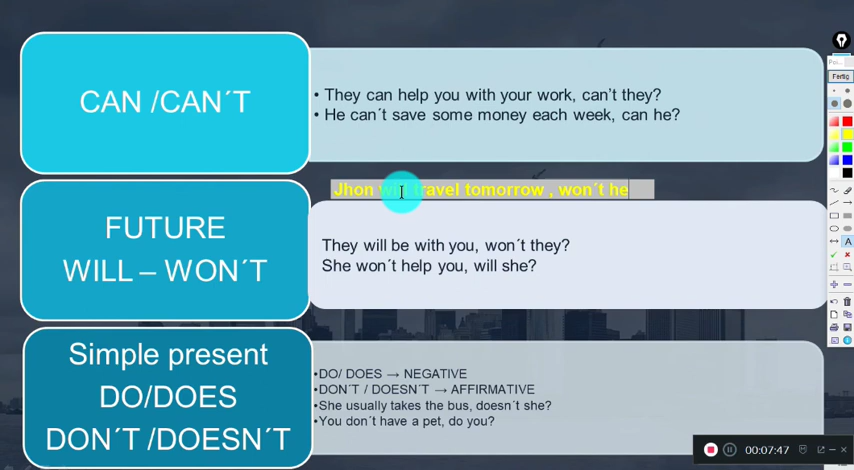 CAN /CAN´T
• They can help you with your work, can’t they?
• He can´t save some money each week, can he?
Jhon will travel tomorrow , won´t he
FUTURE
WILL – WON´T
They will be with you, won´t they?
She won´t help you, will she?
Simple present
DO/DOES
DON´T /DOESN´T
•DO/ DOES → NEGATIVE
•DON´T / DOESN´T → AFFIRMATIVE
•She usually takes the bus, doesn´t she?
•You don´t have a pet, do you?
Fertig
A
00:07:47